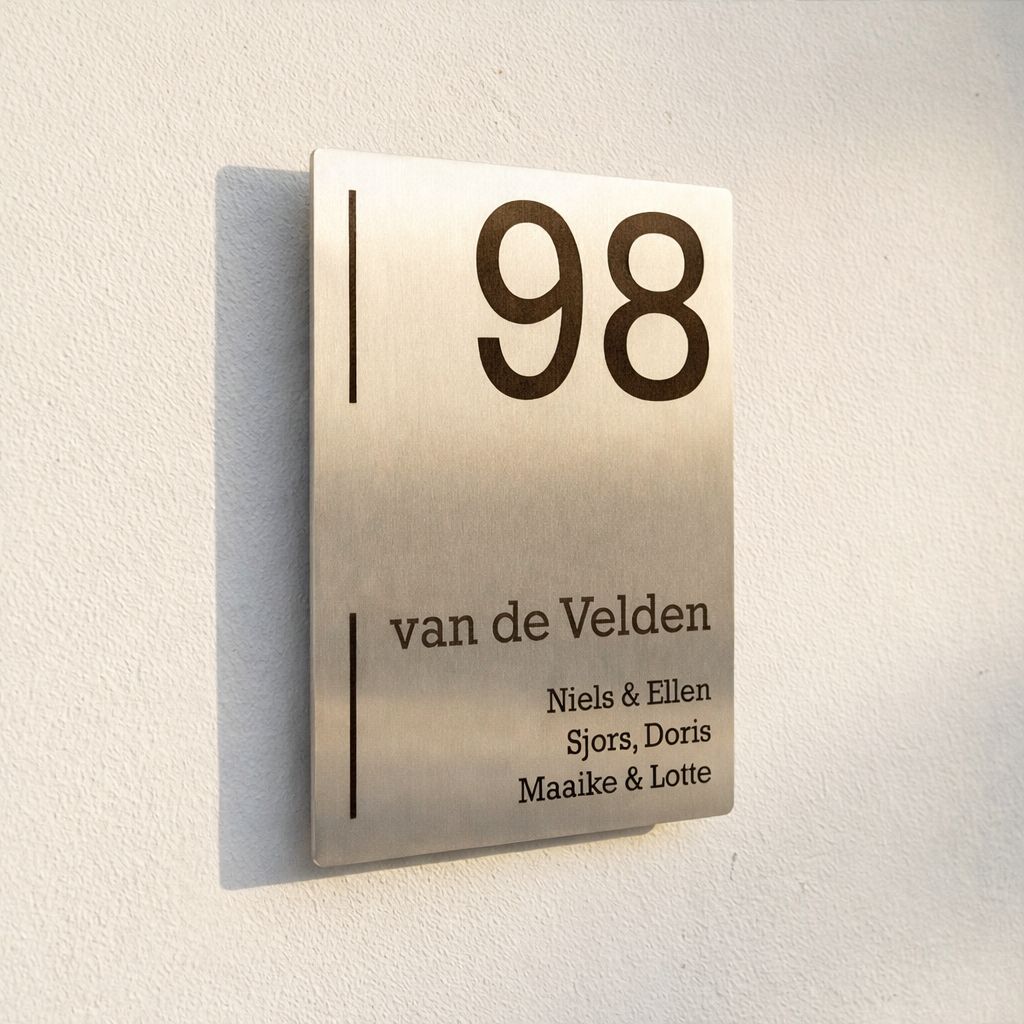 98
van de Velden
Niels & Ellen
Sjors, Doris
Maaike & Lotte